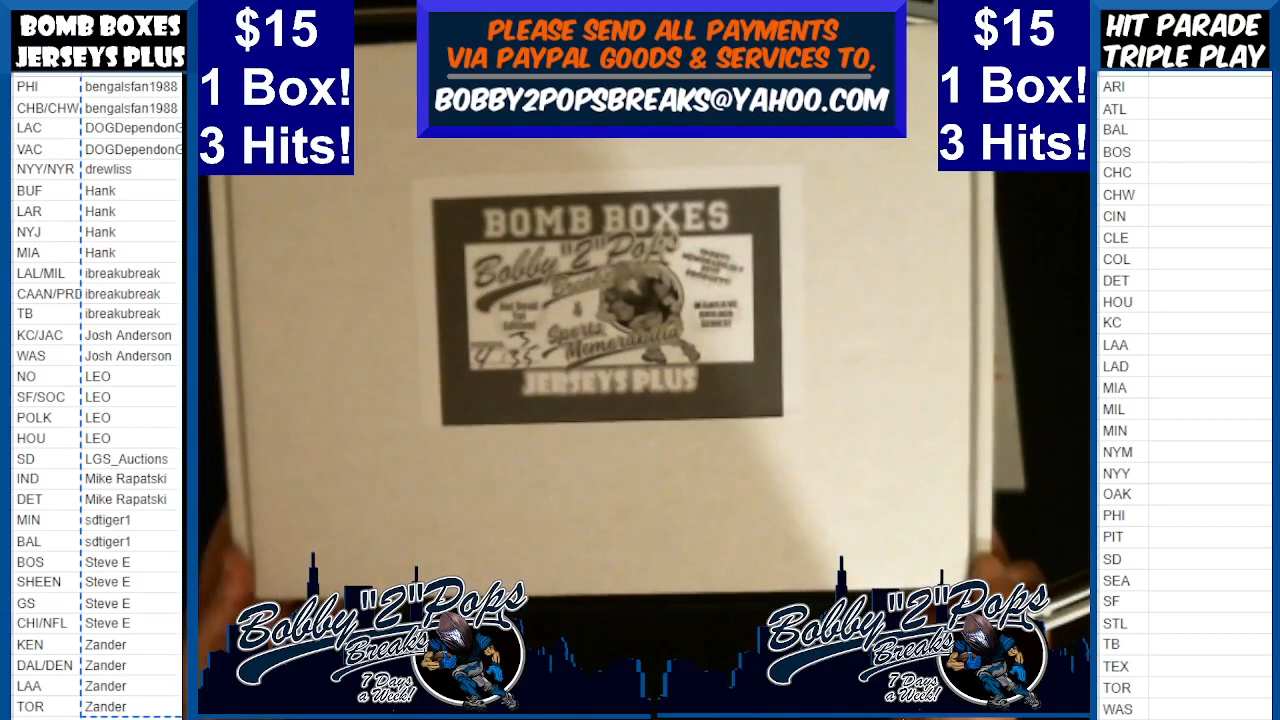 BOMB BOXES
JERSEYS PLUS
PHI bengalsfan1988
CHB/CHW bengalsfan1988
LAC DOGDependonG
VAC DOGDependonG
NYY/NYR drewliss
BUF Hank
LAR Hank
NYJ Hank
MIA Hank
LAL/MIL ibreakubreak
CAAN/PRD ibreakubreak
TB ibreakubreak
KC/JAC Josh Anderson
WAS Josh Anderson
NO LEO
SF/SOC LEO
POLK LEO
HOU LEO
SD LGS_Auctions
IND Mike Rapatski
DET Mike Rapatski
MIN sdtiger1
BAL sdtiger1
BOS Steve E
SHEEN Steve E
GS Steve E
CHI/NFL Steve E
KEN Zander
DAL/DEN Zander
LAA Zander
TOR Zander
$15
1 Box!
3 Hits!
PLEASE SEND ALL PAYMENTS
VIA PAYPAL GOODS & SERVICES TO,
BOBBY2POPSBREAKS@YAHOO.COM
BOMB BOXES
Bobby "2" Pops
Breaks
&
Sports
Memorabilia
JERSEYS PLUS
$15
1 Box!
3 Hits!
Bobby "2" Pops
Breaks
7 Days
a Week!
Bobby "2" Pops
Breaks
7 Days
a Week!
HIT PARADE
TRIPLE PLAY
ARI
ATL
BAL
BOS
CHC
CHW
CIN
CLE
COL
DET
HOU
KC
LAA
LAD
MIA
MIL
MIN
NYM
NYY
OAK
PHI
PIT
SD
SEA
SF
STL
TB
TEX
TOR
WAS